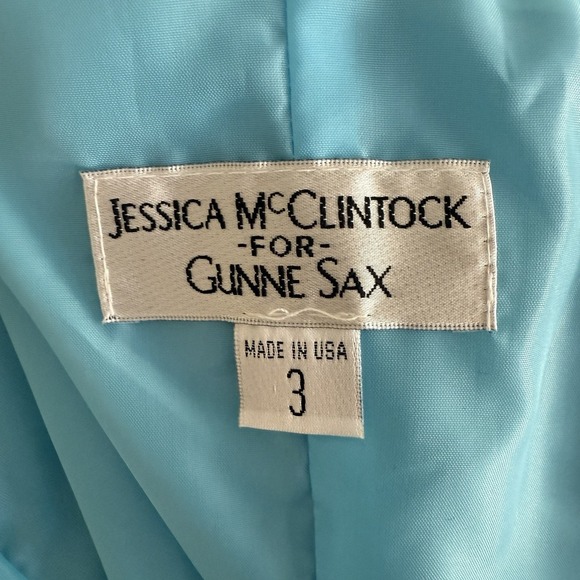 JESSICA McCLINTOCK
-FOR-
GUNNE SAX
MADE IN USA
3